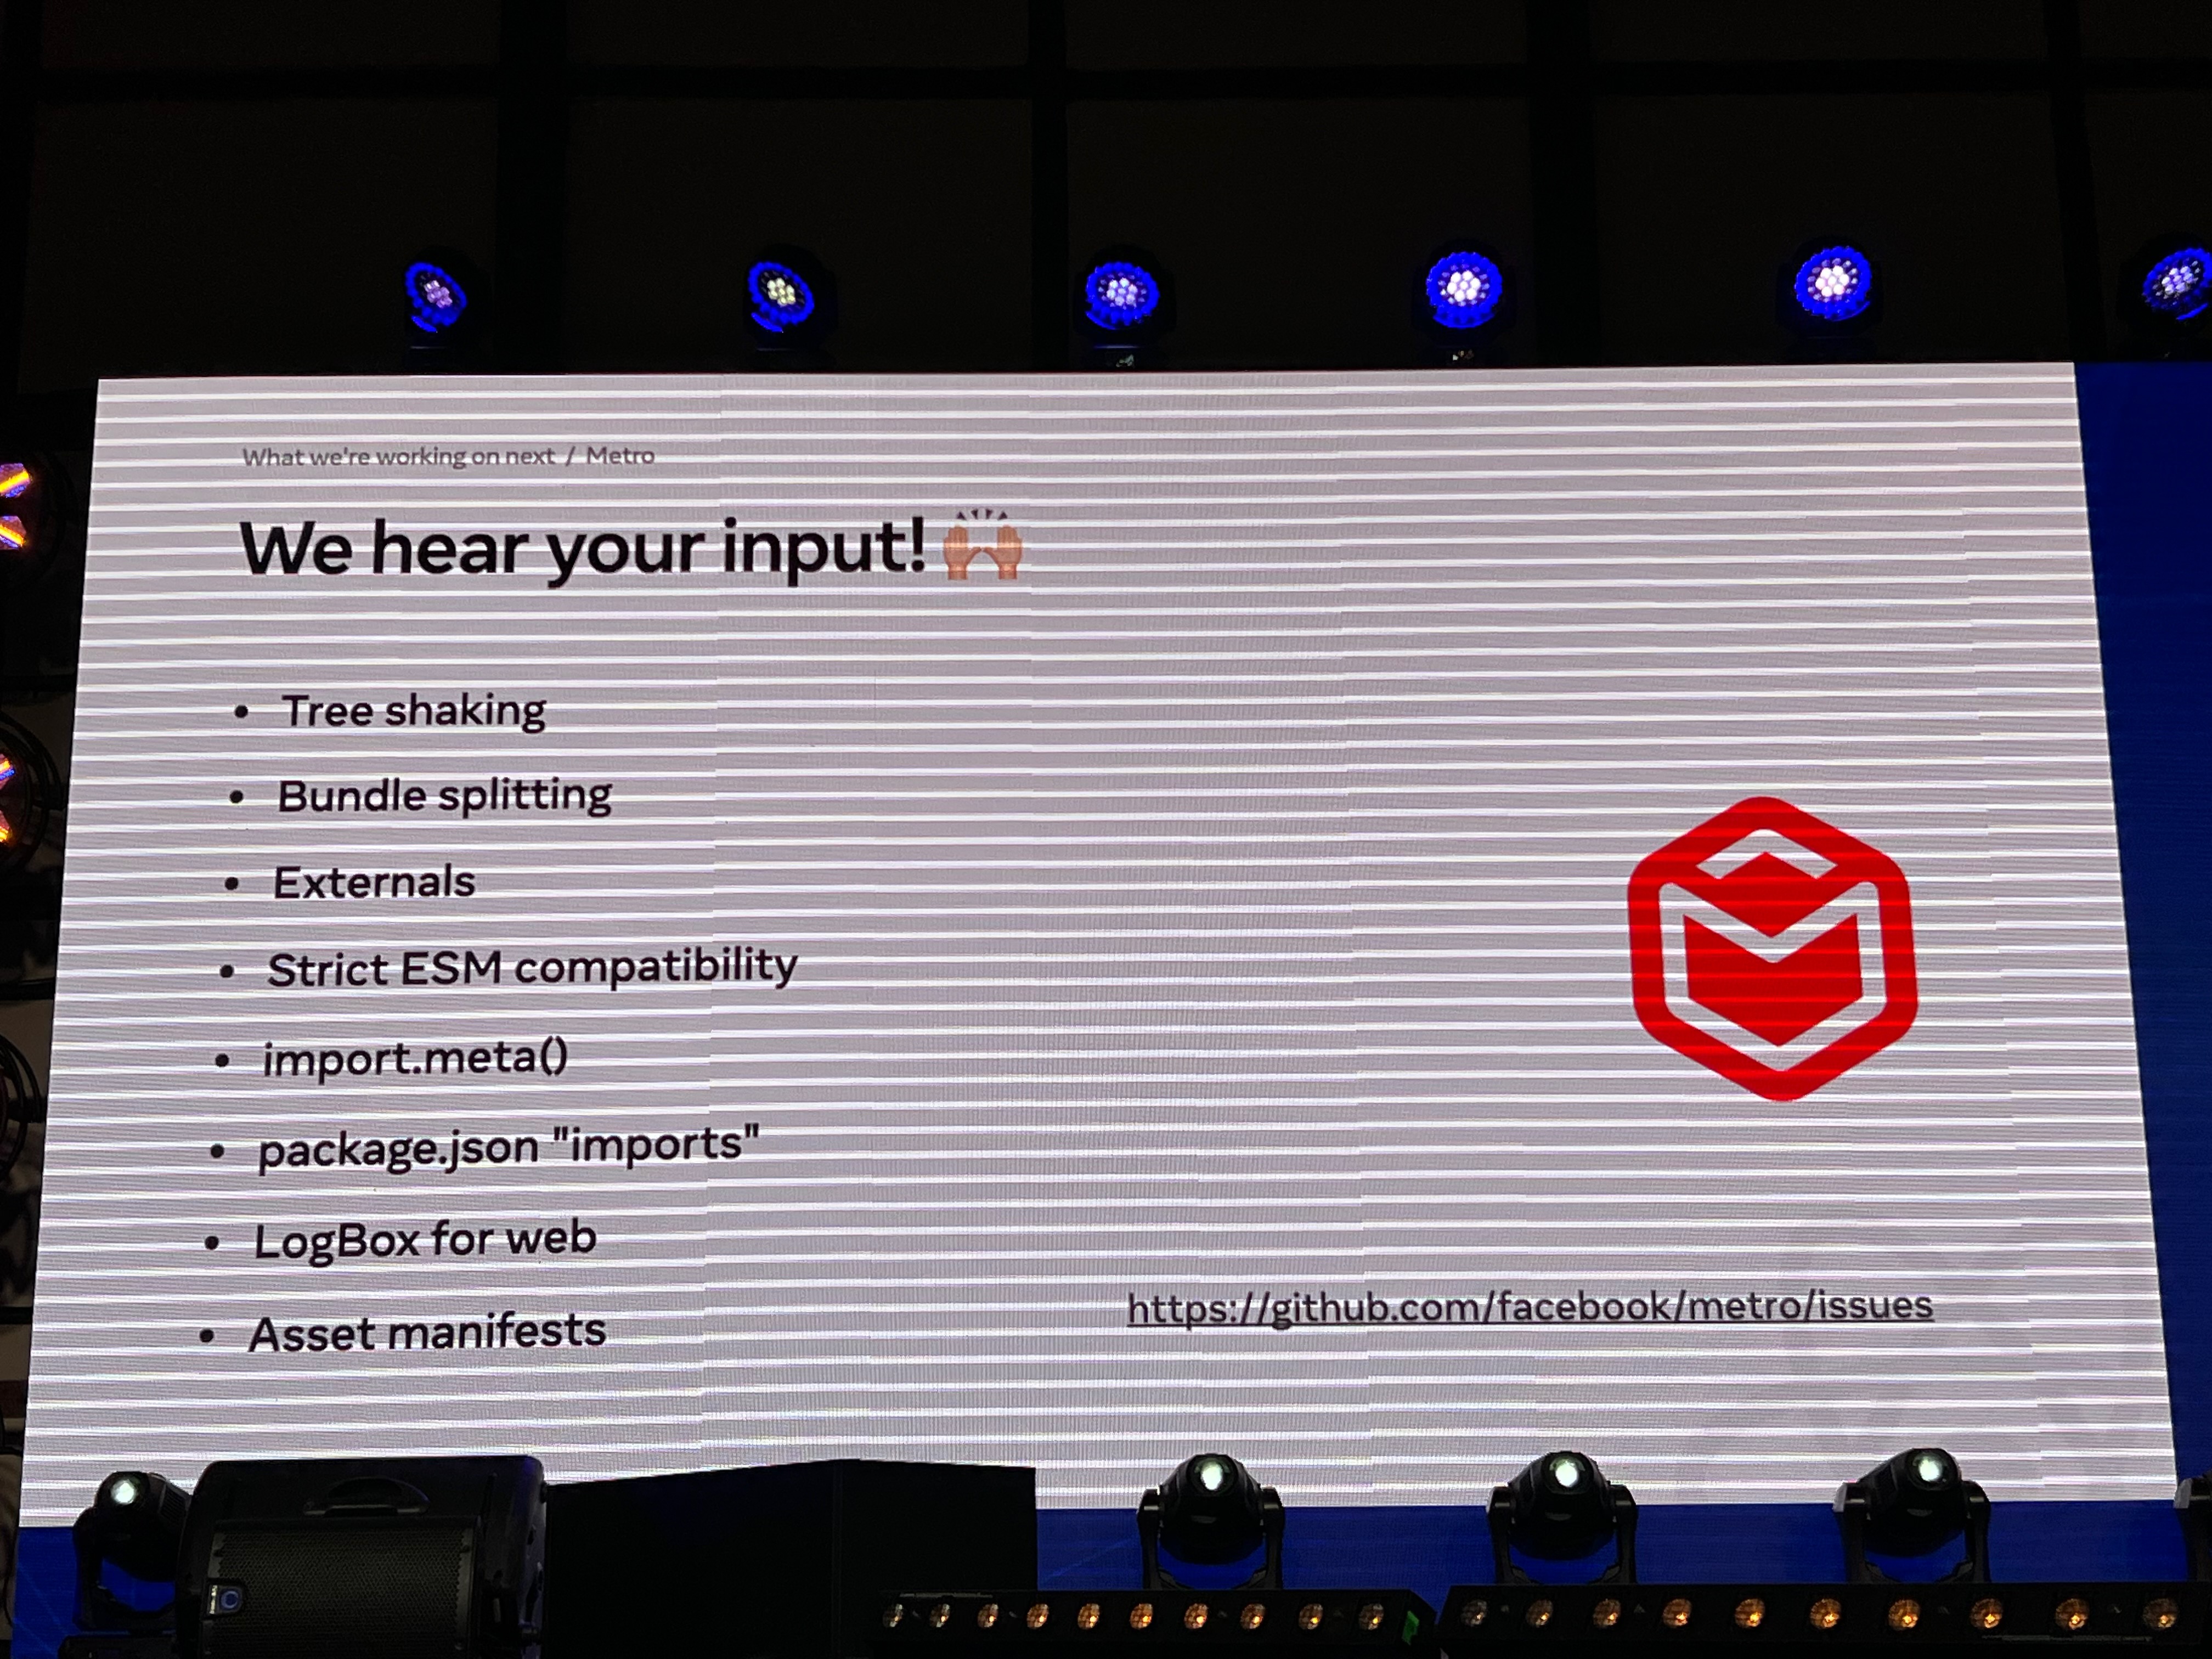 What we're working on next / Metro
We hear your input! 🙌🏽
• Tree shaking
• Bundle splitting
• Externals
• Strict ESM compatibility
• import.meta()
• package.json "imports"
• LogBox for web
• Asset manifests
https://github.com/facebook/metro/issues